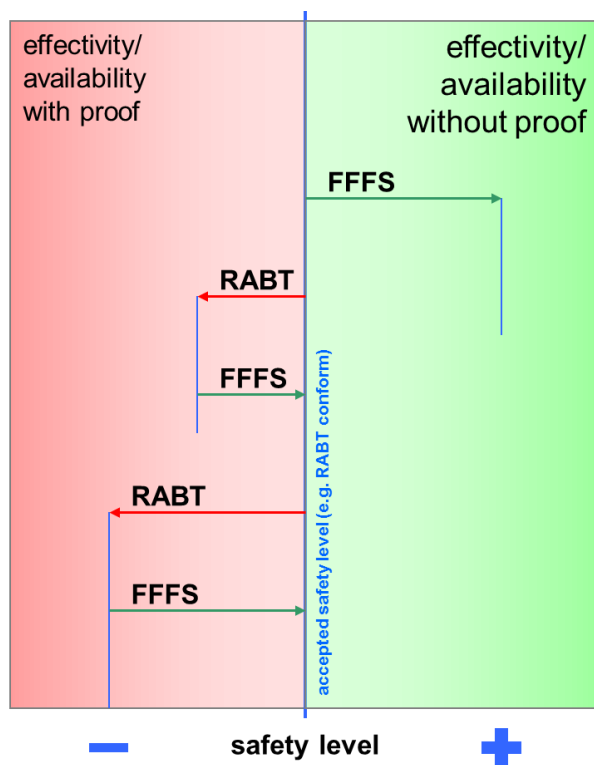 effectivity/
availability
with proof
effectivity/
availability
without proof
FFFS
RABT
FFFS
RABT
FFFS
accepted safety level (e.g. RABT conform)
safety level